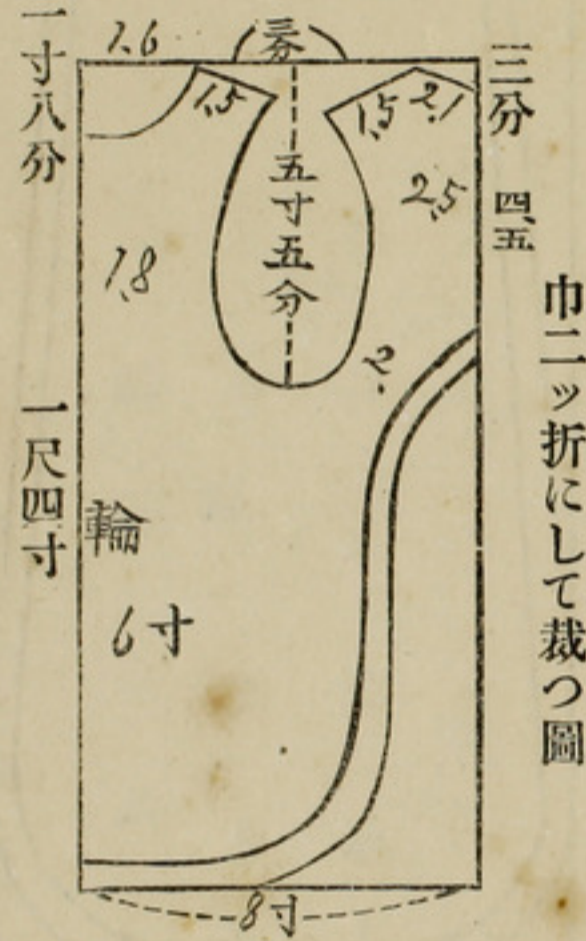 巾二ッ折にして裁つ圖
三分
四、五
三分
1.6
1.5
1.5
2.1
2.5
五寸五分
1.8
2.
輪
6寸
8寸
一寸八分
一尺四寸